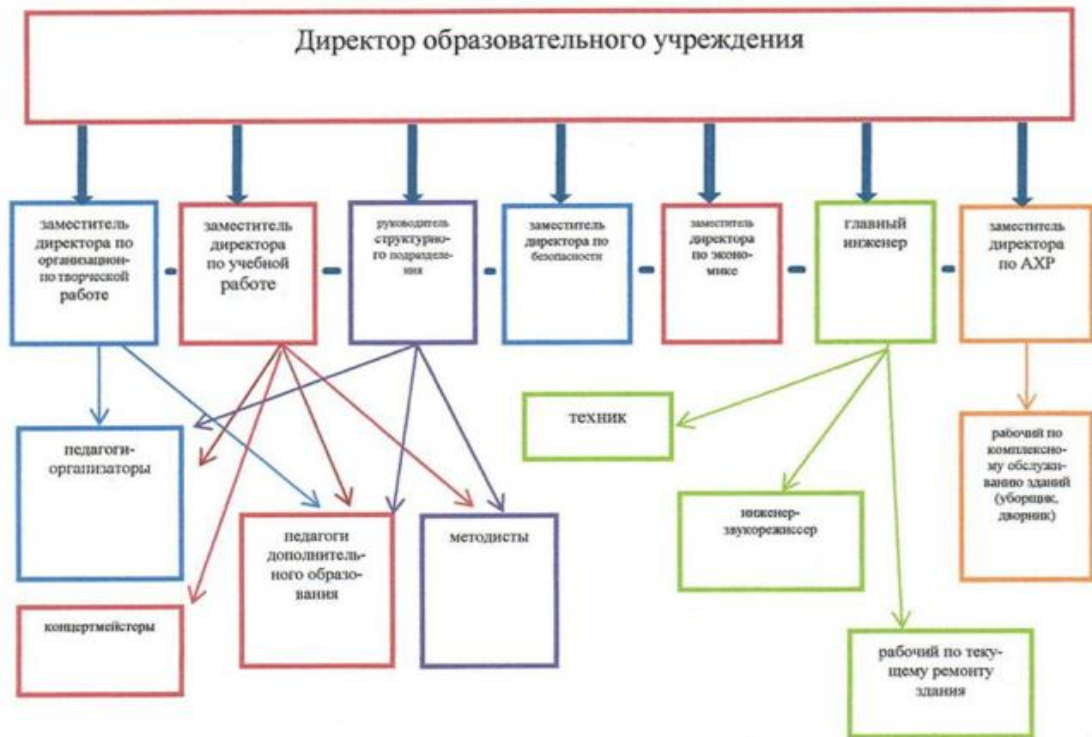 Директор образовательного учреждения
заместитель
директора по
организацион-
по творческой
работе
заместитель
директора
по учебной
работе
руководитель
структурно-
го подразделе-
ния
заместитель
директора по
безопасности
заместитель
директора
по эконо-
мике
главный
инженер
заместитель
директора
по АХР
педагоги-
организаторы
концертмейстеры
педагоги
дополнитель-
ного образо-
вания
методисты
техник
инженер-
звукорежиссер
рабочий по теку-
щему ремонту
здания
рабочий по
комплексно-
му обслужи-
ванию зданий
(уборщик,
дворник)